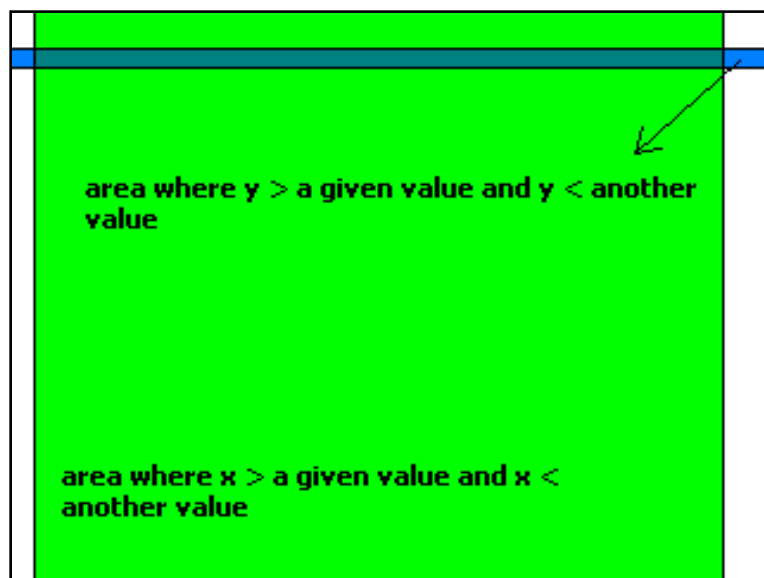 area where y > a given value and y < another
value
area where x > a given value and x <
another value